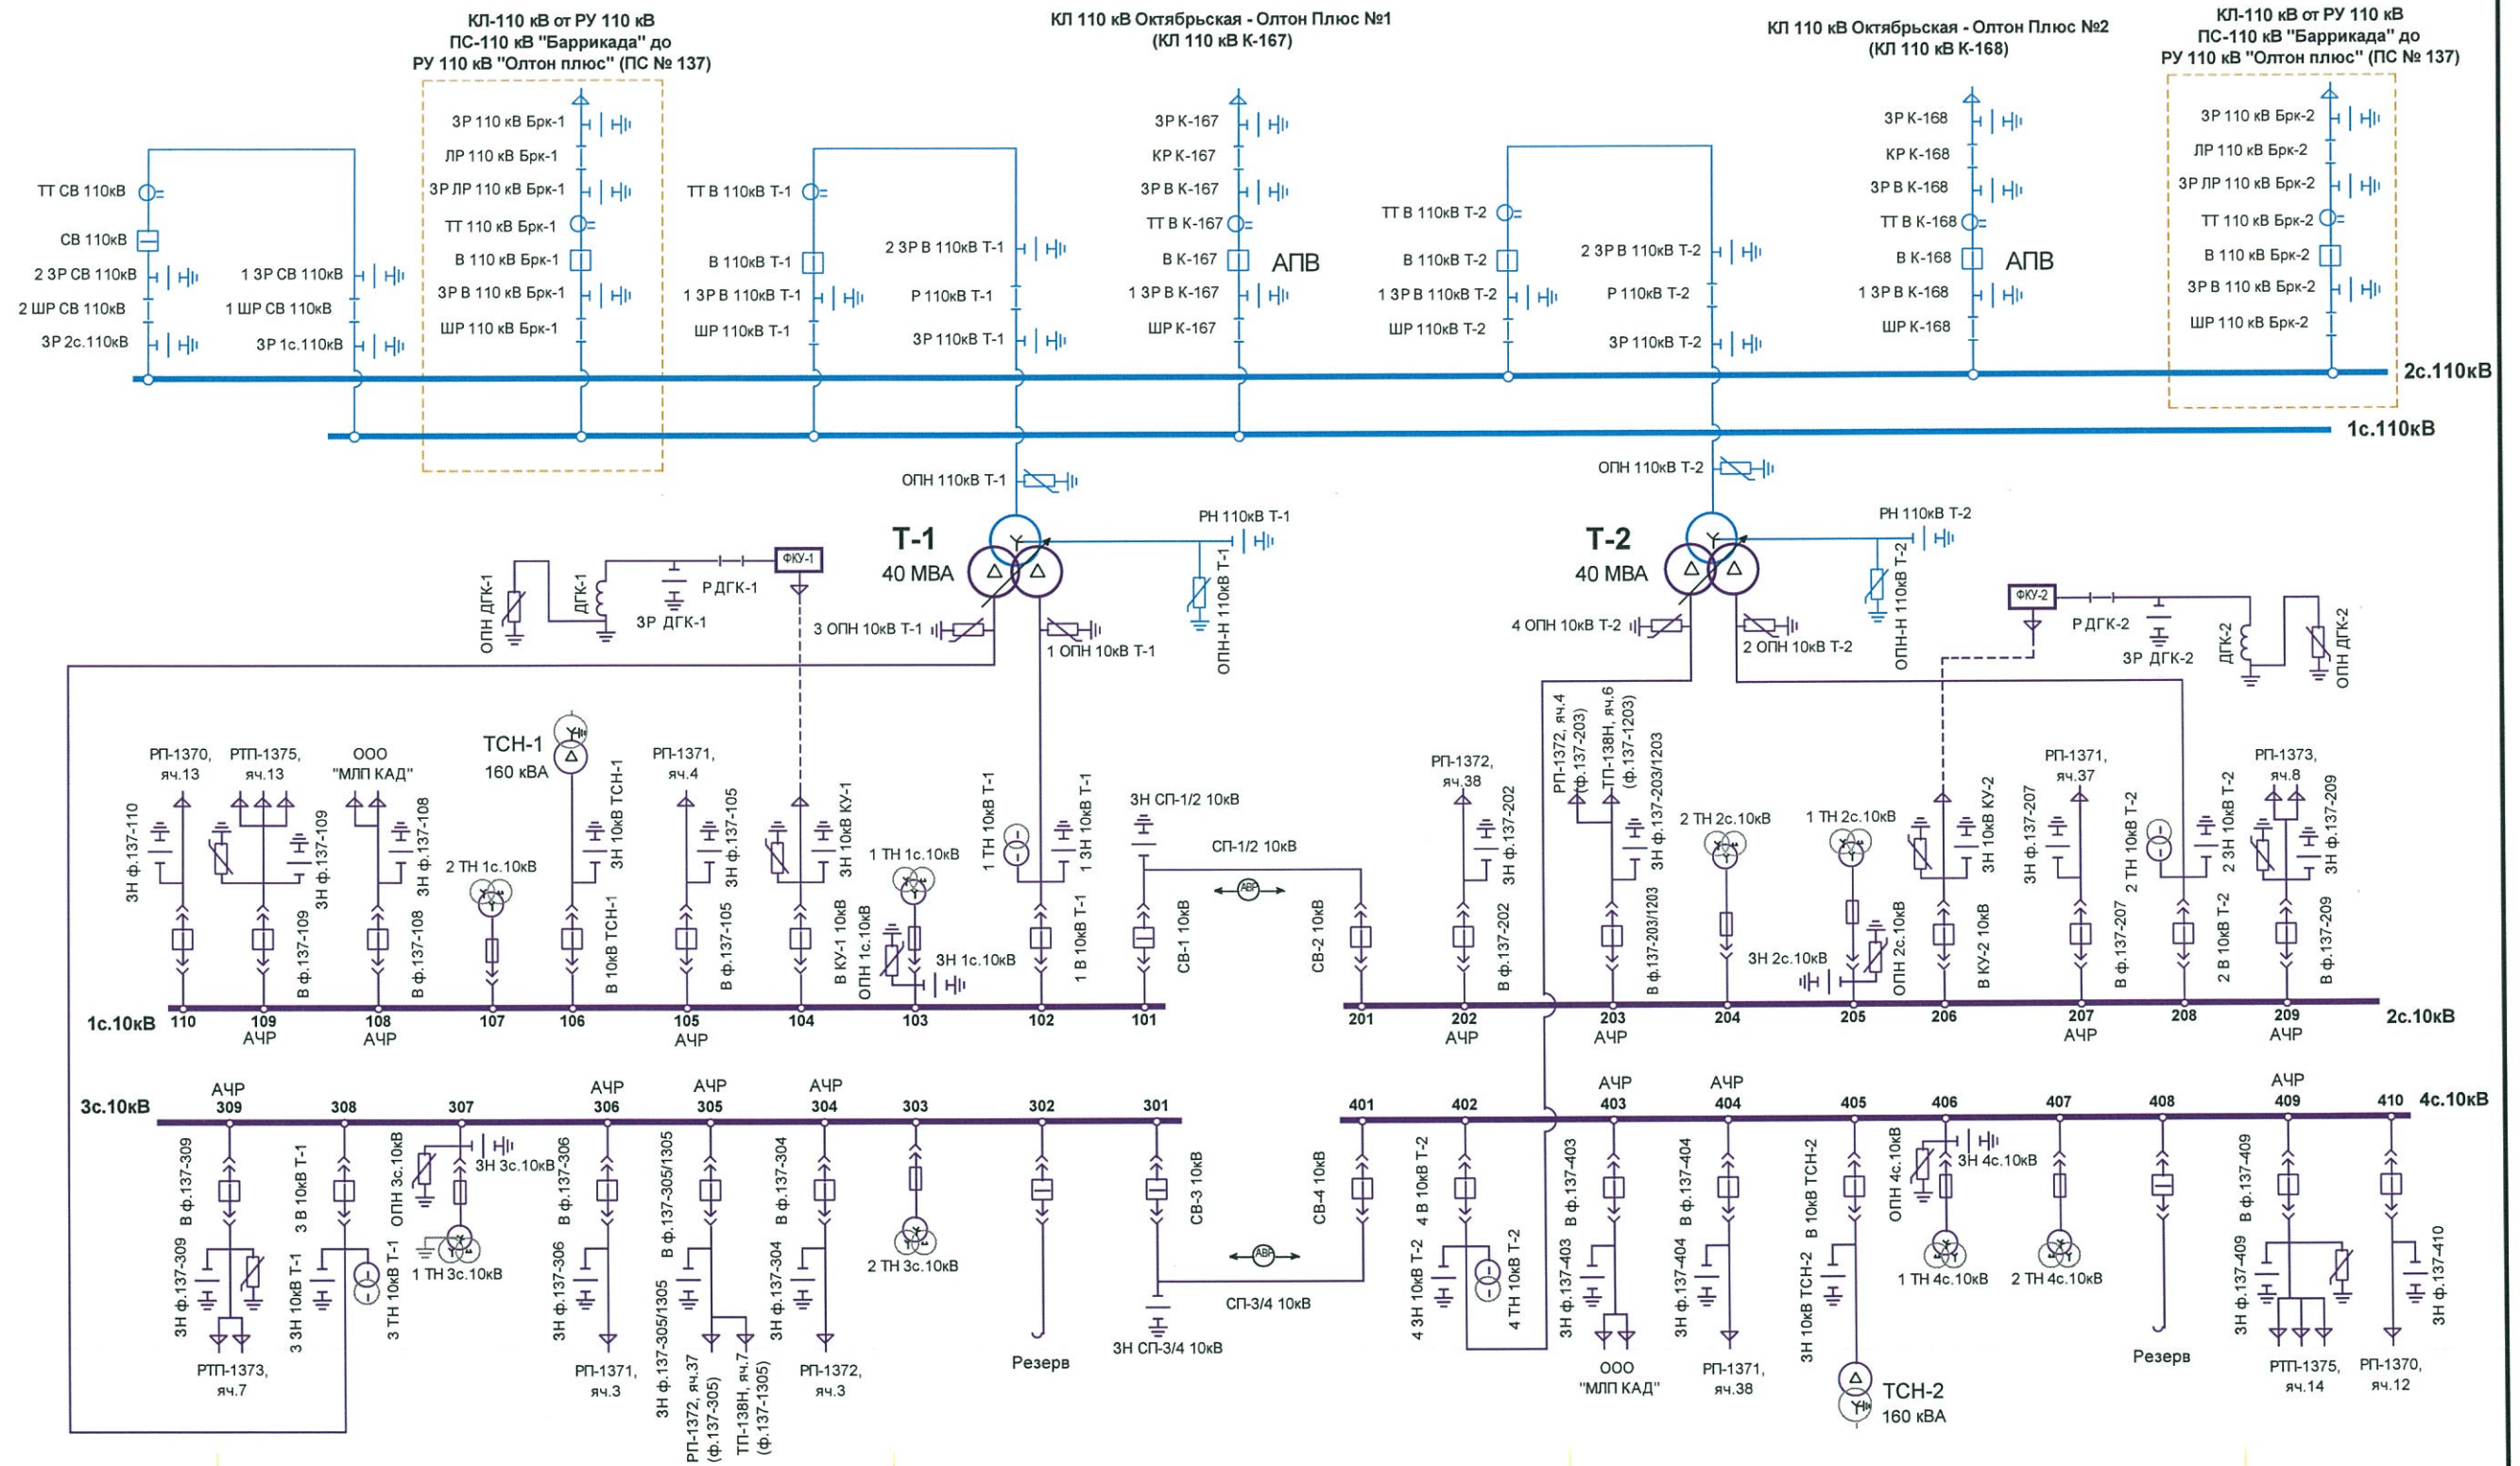 КЛ-110 кВ от РУ 110 кВ
ПС-110 кВ "Баррикада" до
РУ 110 кВ "Олтон плюс" (ПС № 137)
КЛ 110 кВ Октябрьская - Олтон Плюс №1
(КЛ 110 кВ К-167)
КЛ 110 кВ Октябрьская - Олтон Плюс №2
(КЛ 110 кВ К-168)
КЛ-110 кВ от РУ 110 кВ
ПС-110 кВ "Баррикада" до
РУ 110 кВ "Олтон плюс" (ПС № 137)
ТТ СВ 110кВ
СВ 110кВ
2 ЗР СВ 110кВ
2 ШР СВ 110кВ
ЗР 2с.110кВ
1 ЗР СВ 110кВ
1 ШР СВ 110кВ
ЗР 1с.110кВ
ЗР 110 кВ Брк-1
ЛР 110 кВ Брк-1
ЗР ЛР 110 кВ Брк-1
ТТ 110 кВ Брк-1
В 110 кВ Брк-1
ЗР В 110 кВ Брк-1
ШР 110 кВ Брк-1
ТТ В 110кВ Т-1
В 110кВ Т-1
1 ЗР В 110кВ Т-1
ШР 110кВ Т-1
2 ЗР В 110кВ Т-1
Р 110кВ Т-1
ЗР 110кВ Т-1
ЗР К-167
КР К-167
ЗР В К-167
ТТ В К-167
В К-167
АПВ
1 ЗР В К-167
ШР К-167
ТТ В 110кВ Т-2
В 110кВ Т-2
1 ЗР В 110кВ Т-2
ШР 110кВ Т-2
2 ЗР В 110кВ Т-2
Р 110кВ Т-2
ЗР 110кВ Т-2
ЗР К-168
КР К-168
ЗР В К-168
ТТ В К-168
В К-168
АПВ
1 ЗР В К-168
ШР К-168
ЗР 110 кВ Брк-2
ЛР 110 кВ Брк-2
ЗР ЛР 110 кВ Брк-2
ТТ 110 кВ Брк-2
В 110 кВ Брк-2
ЗР В 110 кВ Брк-2
ШР 110 кВ Брк-2
2с.110кВ
1с.110кВ
ОПН 110кВ Т-1
Т-1
40 МВА
РН 110кВ Т-1
ОПН-Н 110кВ Т-1
3 ОПН 10кВ Т-1
1 ОПН 10кВ Т-1
ОПН ДГК-1
ДГК-1
ЗР ДГК-1
Р ДГК-1
ФКУ-1
ОПН 110кВ Т-2
Т-2
40 МВА
РН 110кВ Т-2
ОПН-Н 110кВ Т-2
4 ОПН 10кВ Т-2
2 ОПН 10кВ Т-2
ФКУ-2
Р ДГК-2
ЗР ДГК-2
ДГК-2
ОПН ДГК-2
РП-1370,
яч.13
ЗН ф.137-110
РТП-1375,
яч.13
ЗН ф.137-109
В ф.137-109
ООО
"МЛП КАД"
ЗН ф.137-108
В ф.137-108
2 ТН 1с.10кВ
ТСН-1
160 кВА
ЗН 10кВ ТСН-1
В 10кВ ТСН-1
РП-1371,
яч.4
ЗН ф.137-105
В ф.137-105
ЗН 10кВ КУ-1
В КУ-1 10кВ
1 ТН 1с.10кВ
ОПН 1с.10кВ
ЗН 1с.10кВ
1 ТН 10кВ Т-1
1 ЗН 10кВ Т-1
1 В 10кВ Т-1
ЗН СП-1/2 10кВ
СП-1/2 10кВ
АВР
СВ-1 10кВ
СВ-2 10кВ
РП-1372,
яч.38
ЗН ф.137-202
В ф.137-202
РП-1372, яч.4
(ф.137-203)
ТП-138Н, яч.6
(ф.137-1203)
ЗН ф.137-203/1203
В ф.137-203/1203
2 ТН 2с.10кВ
1 ТН 2с.10кВ
ЗН 2с.10кВ
ОПН 2с.10кВ
ЗН 10кВ КУ-2
В КУ-2 10кВ
РП-1371,
яч.37
ЗН ф.137-207
В ф.137-207
2 ТН 10кВ Т-2
2 ЗН 10кВ Т-2
2 В 10кВ Т-2
РП-1373,
яч.8
ЗН ф.137-209
В ф.137-209
1с.10кВ
110
109
АЧР
108
АЧР
107
106
105
АЧР
104
103
102
101
201
202
АЧР
203
АЧР
204
205
206
207
АЧР
208
209
АЧР
2с.10кВ
3с.10кВ
АЧР
309
308
307
АЧР
306
АЧР
305
АЧР
304
303
302
301
401
402
АЧР
403
АЧР
404
405
406
407
408
АЧР
409
410
4с.10кВ
В ф.137-309
ЗН ф.137-309
РТП-1373,
яч.7
3 В 10кВ Т-1
3 ЗН 10кВ Т-1
3 ТН 10кВ Т-1
ОПН 3с.10кВ
ЗН 3с.10кВ
1 ТН 3с.10кВ
В ф.137-306
ЗН ф.137-306
РП-1371,
яч.3
В ф.137-305/1305
ЗН ф.137-305/1305
РП-1372, яч.37
(ф.137-305)
ТП-138Н, яч.7
(ф.137-1305)
В ф.137-304
ЗН ф.137-304
РП-1372,
яч.3
2 ТН 3с.10кВ
Резерв
СВ-3 10кВ
ЗН СП-3/4 10кВ
АВР
СП-3/4 10кВ
СВ-4 10кВ
4 В 10кВ Т-2
4 ЗН 10кВ Т-2
4 ТН 10кВ Т-2
В ф.137-403
ЗН ф.137-403
ООО
"МЛП КАД"
В ф.137-404
ЗН ф.137-404
РП-1371,
яч.38
В 10кВ ТСН-2
ЗН 10кВ ТСН-2
ТСН-2
160 кВА
ОПН 4с.10кВ
ЗН 4с.10кВ
1 ТН 4с.10кВ
2 ТН 4с.10кВ
Резерв
В ф.137-409
ЗН ф.137-409
РТП-1375,
яч.14
ЗН ф.137-410
РП-1370,
яч.12